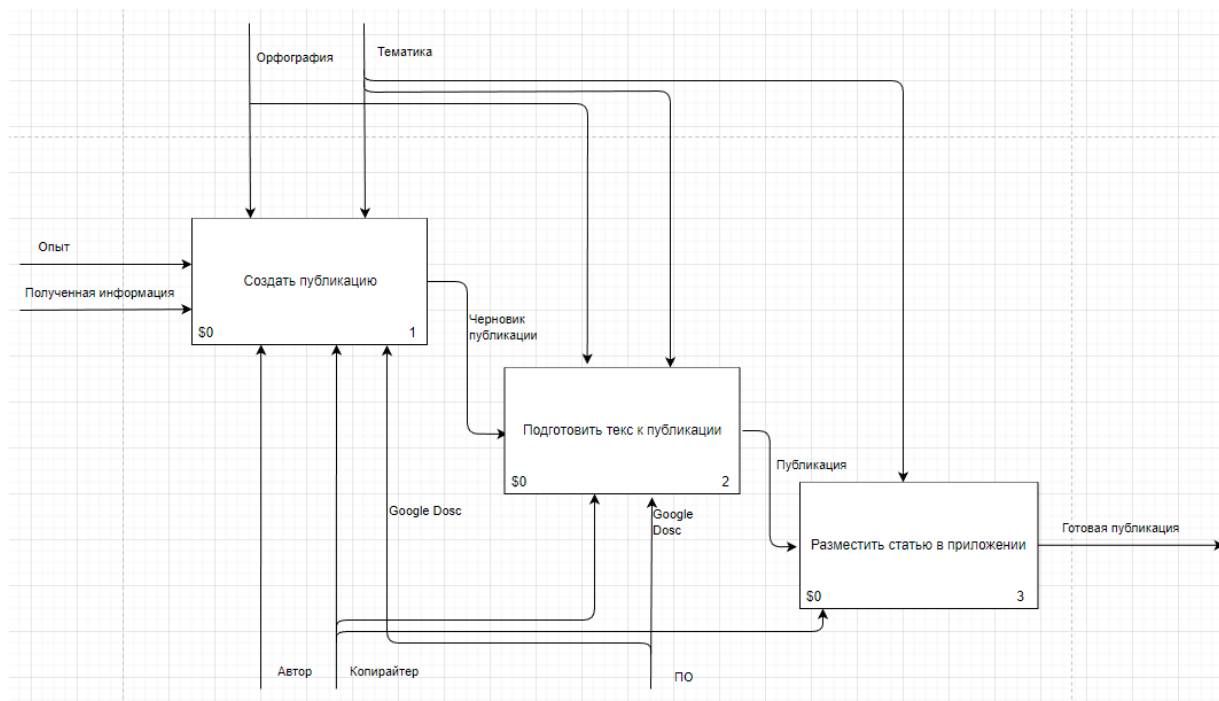 Орфография
Тематика
Опыт
Полученная информация
Создать публикацию
$0
1
Черновик
публикации
Подготовить текс к публикации
$0
2
Публикация
Google Dosc
Google
Dosc
Разместить статью в приложении
$0
3
Готовая публикация
Автор
Копирайтер
ПО